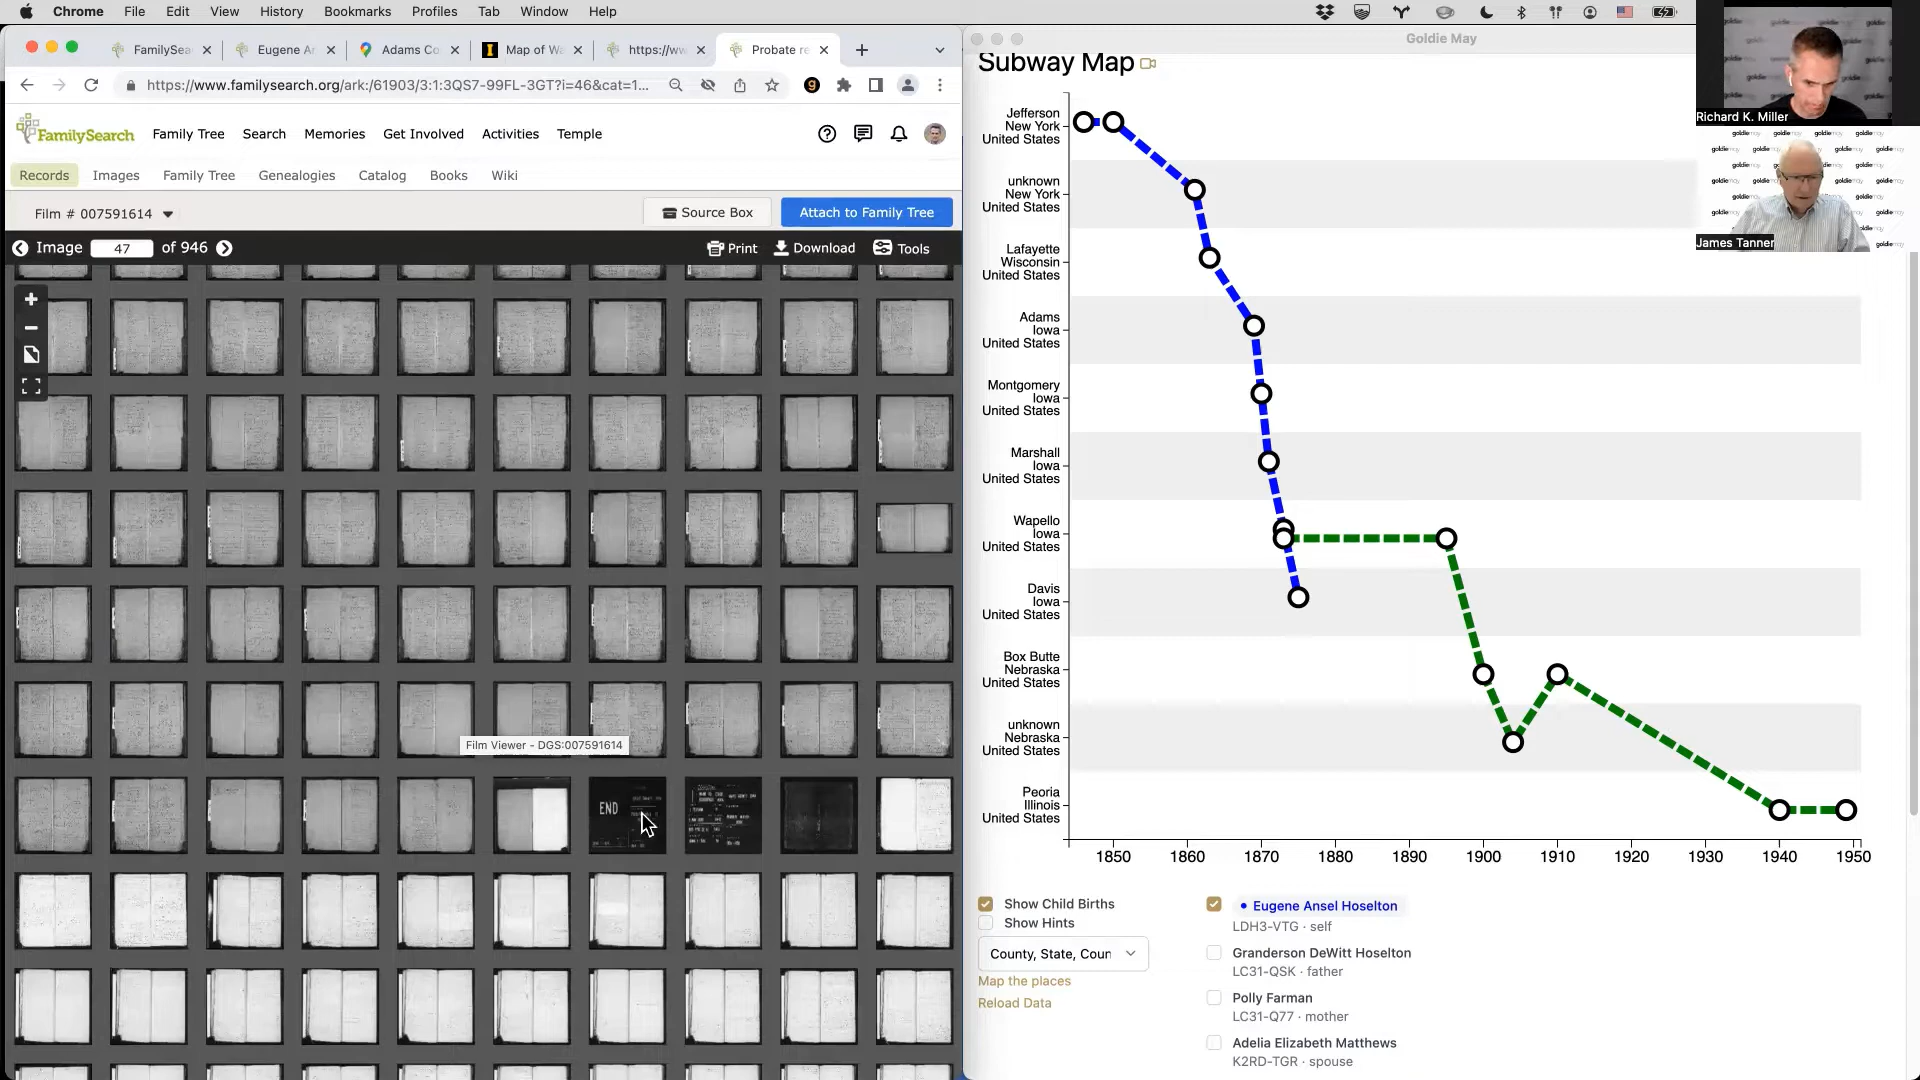 Chrome File Edit View History Bookmarks Profiles Tab Window Help
FamilySea Eugene A Adams Co Map of Wa https://ww Probate re
https://www.familysearch.org/ark:/61903/3:1:3QS7-99FL-3GT?i=46&cat=1...
FamilySearch Family Tree Search Memories Get Involved Activities Temple
Records Images Family Tree Genealogies Catalog Books Wiki
Film # 007591614 Source Box Attach to Family Tree
Image 47 of 946 Print Download Tools
Film Viewer - DGS:007591614
END
Goldie May
Subway Map
Jefferson
New York
United States
unknown
New York
United States
Lafayette
Wisconsin
United States
Adams
Iowa
United States
Montgomery
Iowa
United States
Marshall
Iowa
United States
Wapello
Iowa
United States
Davis
Iowa
United States
Box Butte
Nebraska
United States
unknown
Nebraska
United States
Peoria
Illinois
United States
1850 1860 1870 1880 1890 1900 1910 1920 1930 1940 1950
Show Child Births
Show Hints
County, State, Coun
Map the places
Reload Data
Eugene Ansel Hoselton
LDH3-VTG · self
Granderson DeWitt Hoselton
LC31-QSK · father
Polly Farman
LC31-Q77 · mother
Adelia Elizabeth Matthews
K2RD-TGR · spouse
Richard K. Miller
goldiemay
James Tanner